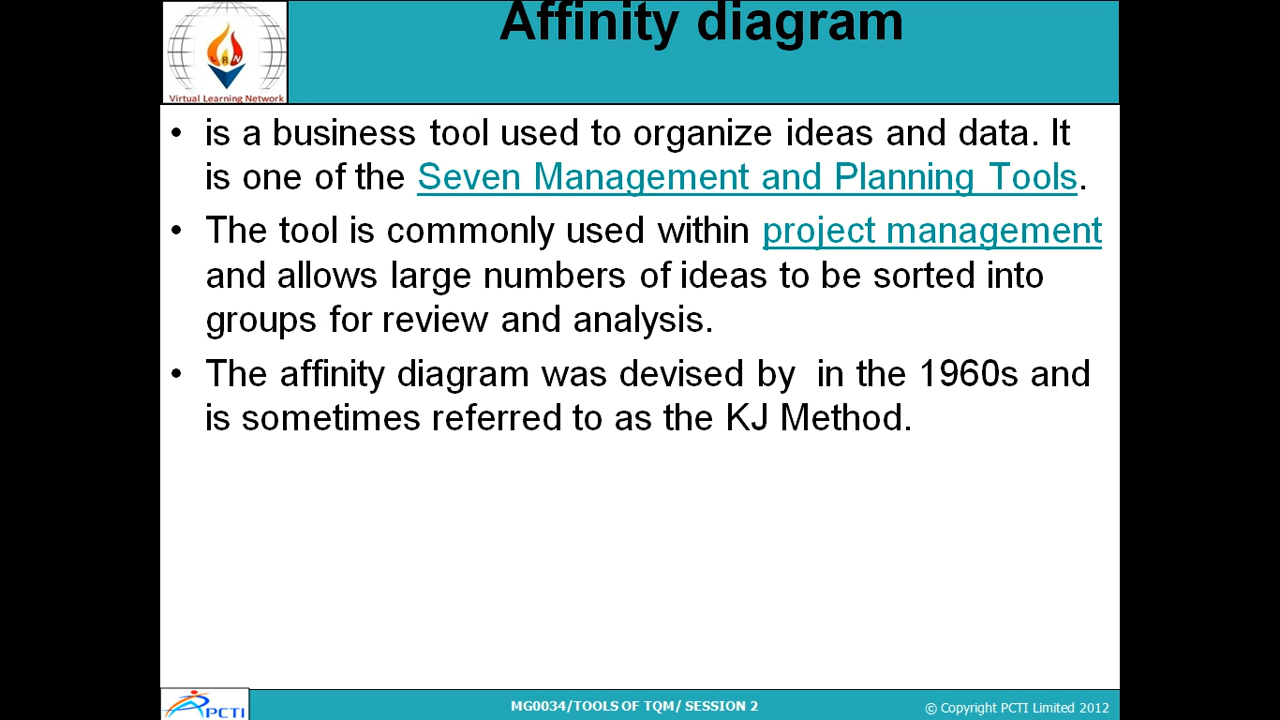 Affinity diagram
LRN
Virtual Learning Network
• is a business tool used to organize ideas and data. It
is one of the Seven Management and Planning Tools.
• The tool is commonly used within project management
and allows large numbers of ideas to be sorted into
groups for review and analysis.
• The affinity diagram was devised by  in the 1960s and
is sometimes referred to as the KJ Method.
PCTI
MG0034/TOOLS OF TQM/ SESSION 2
© Copyright PCTI Limited 2012